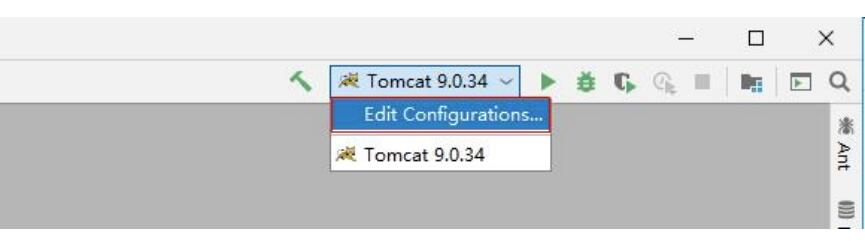 Tomcat 9.0.34
Edit Configurations...
Tomcat 9.0.34
Ant